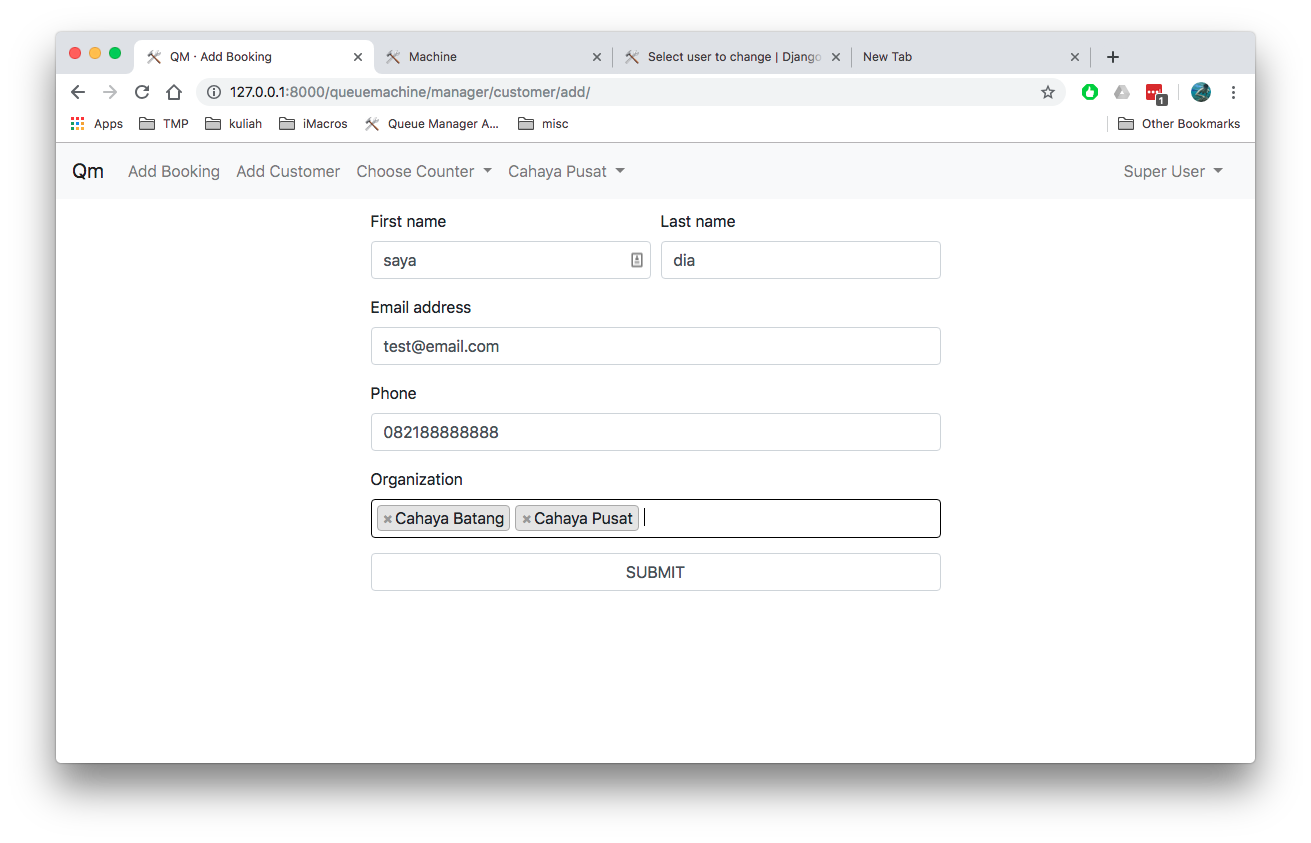 QM · Add Booking Machine Select user to change | Django New Tab
127.0.0.1:8000/queuemachine/manager/customer/add/
1
Apps TMP kuliah iMacros Queue Manager A... misc Other Bookmarks
Qm Add Booking Add Customer Choose Counter Cahaya Pusat Super User
First name Last name
saya dia
Email address
test@email.com
Phone
082188888888
Organization
×Cahaya Batang ×Cahaya Pusat
SUBMIT